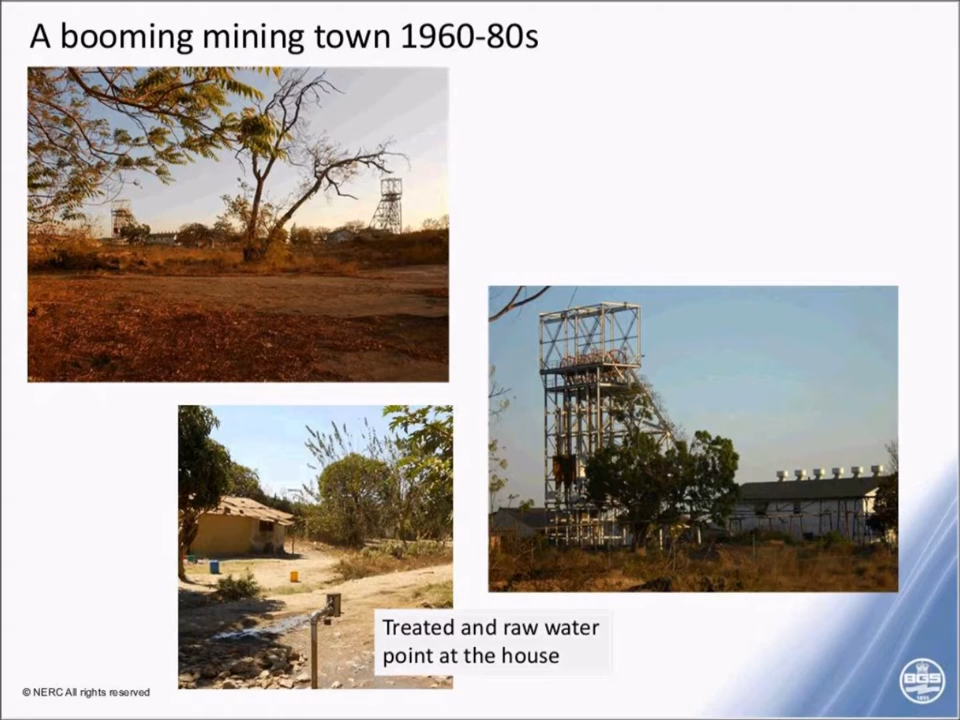 A booming mining town 1960-80s
Treated and raw water
point at the house
© NERC All rights reserved
BGS